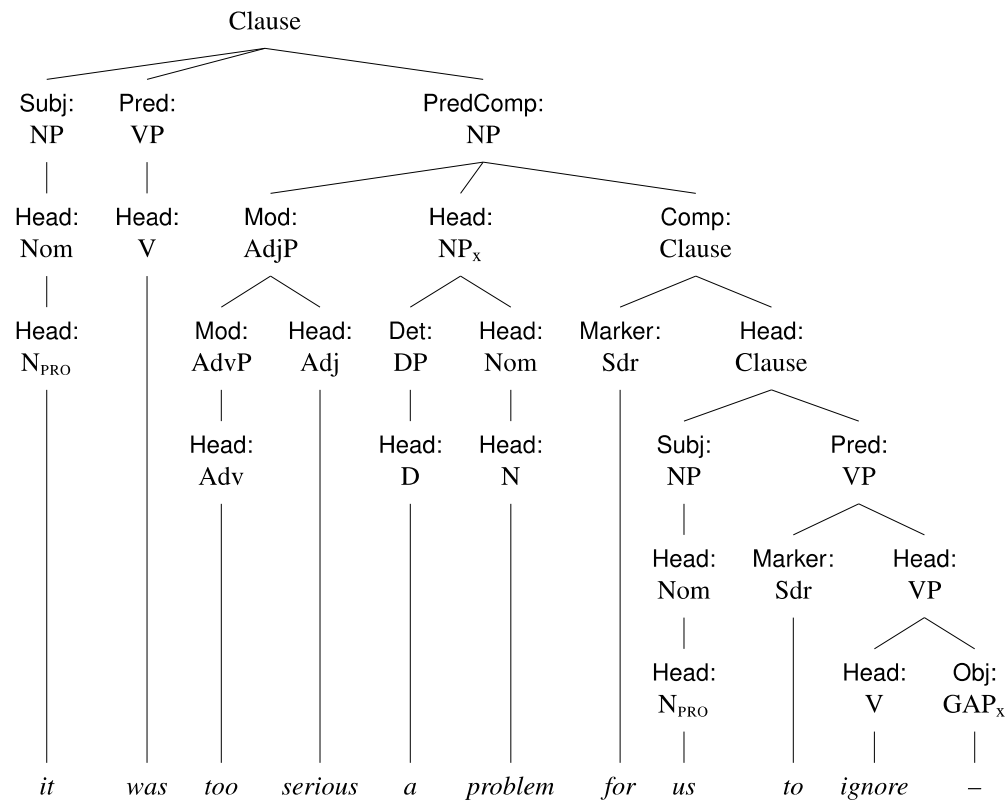 Clause
Subj: Pred: PredComp:
NP VP NP
Head: Head: Mod: Head: Comp:
Nom V AdjP NPx Clause
Head: Mod: Head: Det: Head: Marker: Head:
NPRO AdvP Adj DP Nom Sdr Clause
Head: Head: Head: Subj: Pred:
Adv D N NP VP
Head: Marker: Head:
Nom Sdr VP
Head: Head: Obj:
NPRO V GAPx
it was too serious a problem for us to ignore –